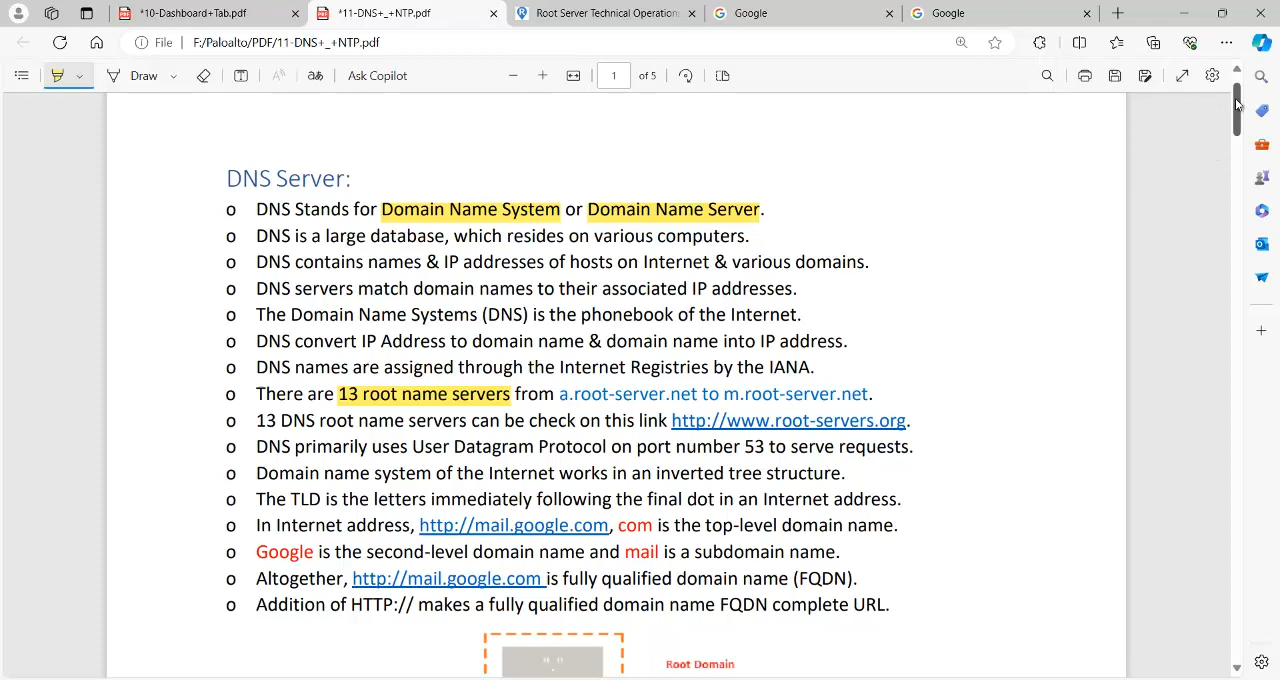 *10-Dashboard+Tab.pdf
*11-DNS+_+NTP.pdf
Root Server Technical Operation
Google
Google
File
F:/Paloalto/PDF/11-DNS+_+NTP.pdf
Draw
Ask Copilot
1 of 5
DNS Server:
o DNS Stands for Domain Name System or Domain Name Server.
o DNS is a large database, which resides on various computers.
o DNS contains names & IP addresses of hosts on Internet & various domains.
o DNS servers match domain names to their associated IP addresses.
o The Domain Name Systems (DNS) is the phonebook of the Internet.
o DNS convert IP Address to domain name & domain name into IP address.
o DNS names are assigned through the Internet Registries by the IANA.
o There are 13 root name servers from a.root-server.net to m.root-server.net.
o 13 DNS root name servers can be check on this link http://www.root-servers.org.
o DNS primarily uses User Datagram Protocol on port number 53 to serve requests.
o Domain name system of the Internet works in an inverted tree structure.
o The TLD is the letters immediately following the final dot in an Internet address.
o In Internet address, http://mail.google.com, com is the top-level domain name.
o Google is the second-level domain name and mail is a subdomain name.
o Altogether, http://mail.google.com is fully qualified domain name (FQDN).
o Addition of HTTP:// makes a fully qualified domain name FQDN complete URL.
"."
Root Domain